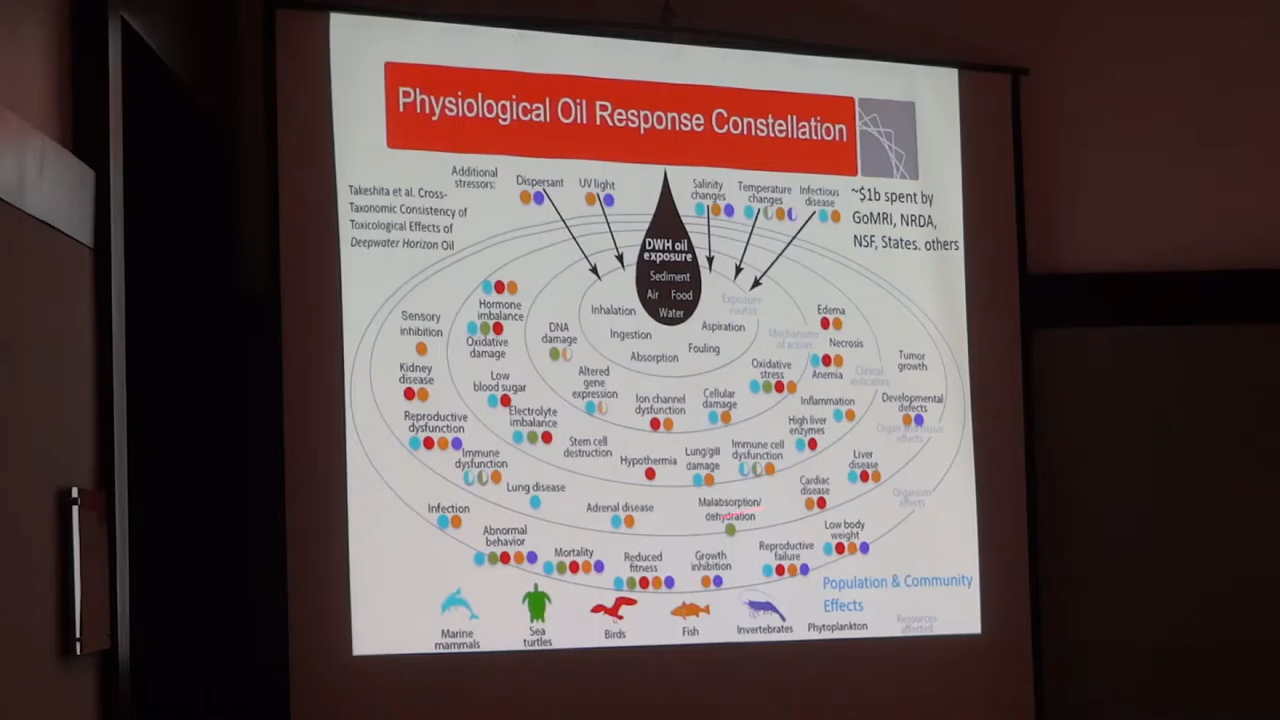 Physiological Oil Response Constellation
Takeshita et al. Cross-
Taxonomic Consistency of
Toxicological Effects of
Deepwater Horizon Oil
Additional
stressors:
Dispersant
UV light
Salinity
changes
Temperature
changes
Infectious
disease
~$1b spent by
GoMRI, NRDA,
NSF, States. others
DWH oil
exposure
Sediment
Air Food
Water
Inhalation
Ingestion
Absorption
Fouling
Aspiration
Exposure
routes
Mechanisms
of action
DNA
damage
Altered
gene
expression
Ion channel
dysfunction
Cellular
damage
Oxidative
stress
Clinical
indicators
Hormone
imbalance
Oxidative
damage
Low
blood sugar
Electrolyte
imbalance
Stem cell
destruction
Hypothermia
Lung/gill
damage
Immune cell
dysfunction
High liver
enzymes
Inflammation
Anemia
Necrosis
Edema
Organ and tissue
effects
Sensory
inhibition
Kidney
disease
Reproductive
dysfunction
Immune
dysfunction
Lung disease
Adrenal disease
Malabsorption/
dehydration
Cardiac
disease
Liver
disease
Developmental
defects
Tumor
growth
Organism
effects
Infection
Abnormal
behavior
Mortality
Reduced
fitness
Growth
inhibition
Reproductive
failure
Low body
weight
Population & Community
Effects
Marine
mammals
Sea
turtles
Birds
Fish
Invertebrates
Phytoplankton
Resources
affected